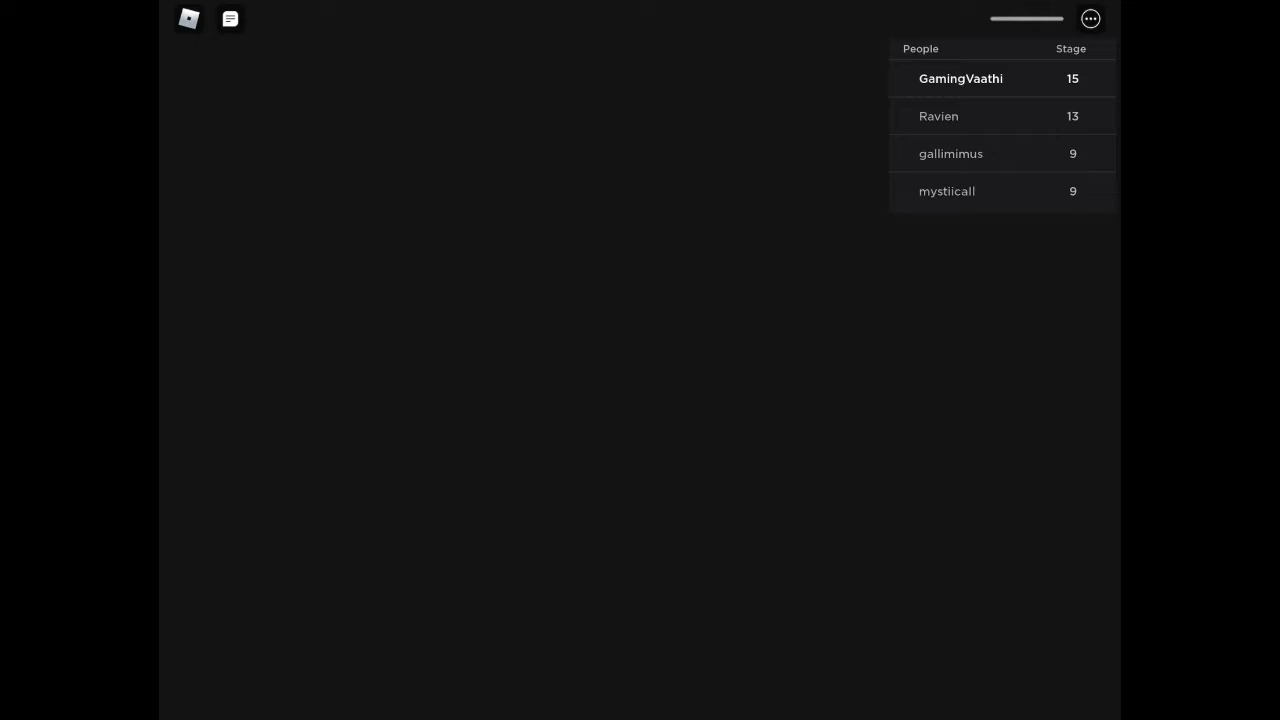 People Stage
GamingVaathi 15
Ravien 13
gallimimus 9
mystiicall 9